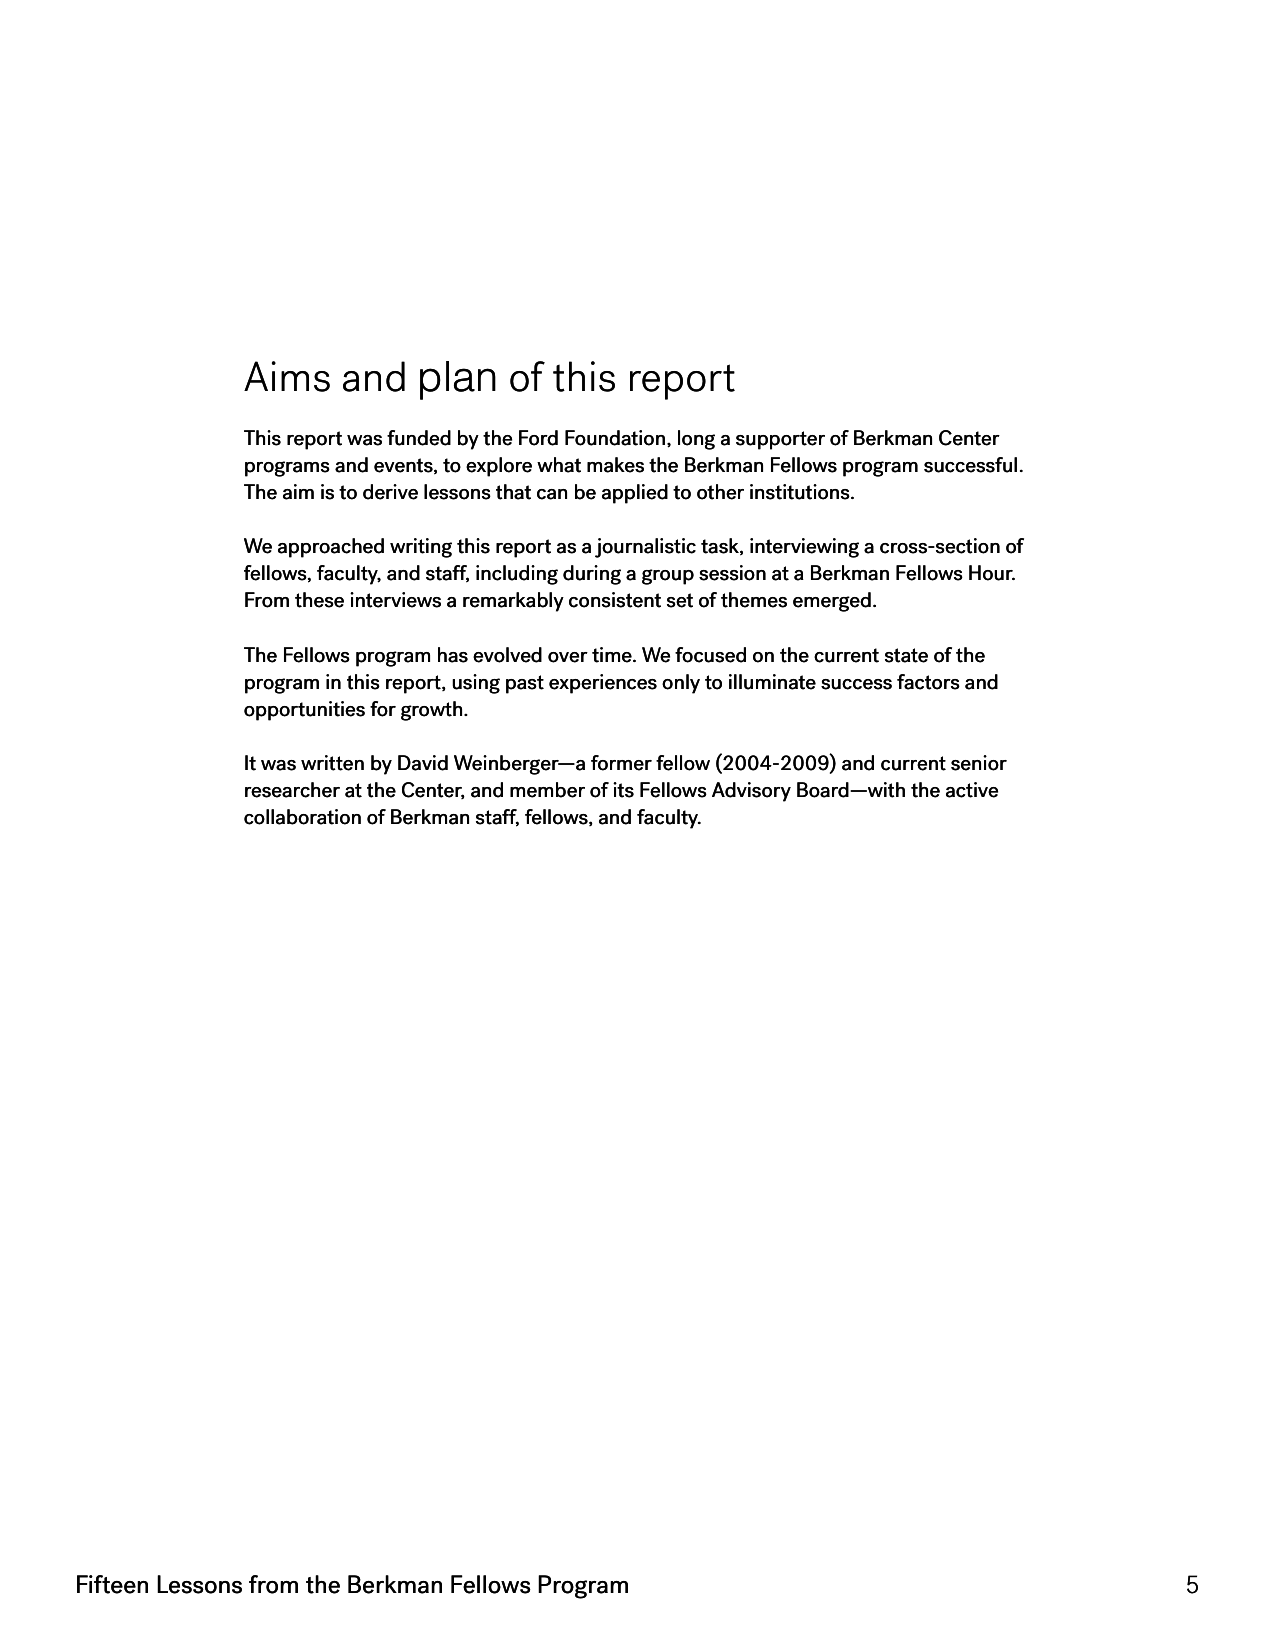 Aims and plan of this report
This report was funded by the Ford Foundation, long a supporter of Berkman Center
programs and events, to explore what makes the Berkman Fellows program successful.
The aim is to derive lessons that can be applied to other institutions.
We approached writing this report as a journalistic task, interviewing a cross-section of
fellows, faculty, and staff, including during a group session at a Berkman Fellows Hour.
From these interviews a remarkably consistent set of themes emerged.
The Fellows program has evolved over time. We focused on the current state of the
program in this report, using past experiences only to illuminate success factors and
opportunities for growth.
It was written by David Weinberger—a former fellow (2004-2009) and current senior
researcher at the Center, and member of its Fellows Advisory Board—with the active
collaboration of Berkman staff, fellows, and faculty.
Fifteen Lessons from the Berkman Fellows Program 5